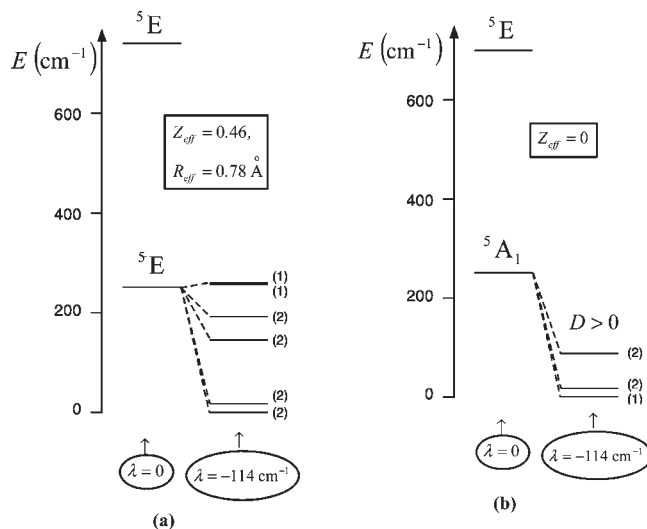 ⁵E
E (cm⁻¹)
600
Z_eff = 0.46,
R_eff = 0.78 Å
400
⁵E
200
0
(1)
(1)
(2)
(2)
(2)
(2)
λ = 0
λ = −114 cm⁻¹
(a)
⁵E
E (cm⁻¹)
600
Z_eff = 0
400
⁵A₁
200
D > 0
0
(2)
(2)
(1)
λ = 0
λ = −114 cm⁻¹
(b)